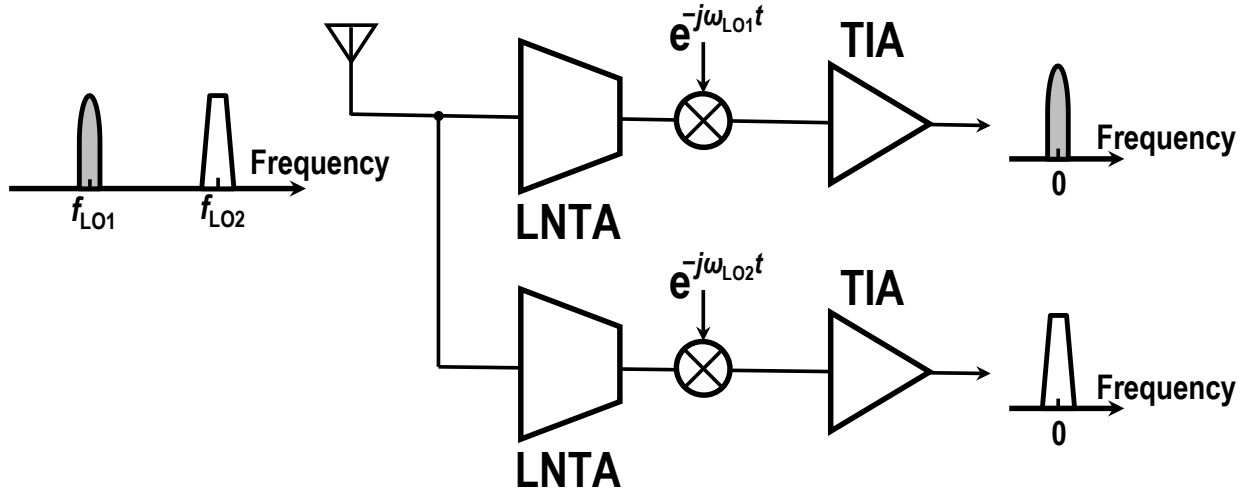 e^{−jω_{LO1}t}
TIA
Frequency
f_{LO1}
f_{LO2}
LNTA
Frequency
0
e^{−jω_{LO2}t}
TIA
LNTA
Frequency
0